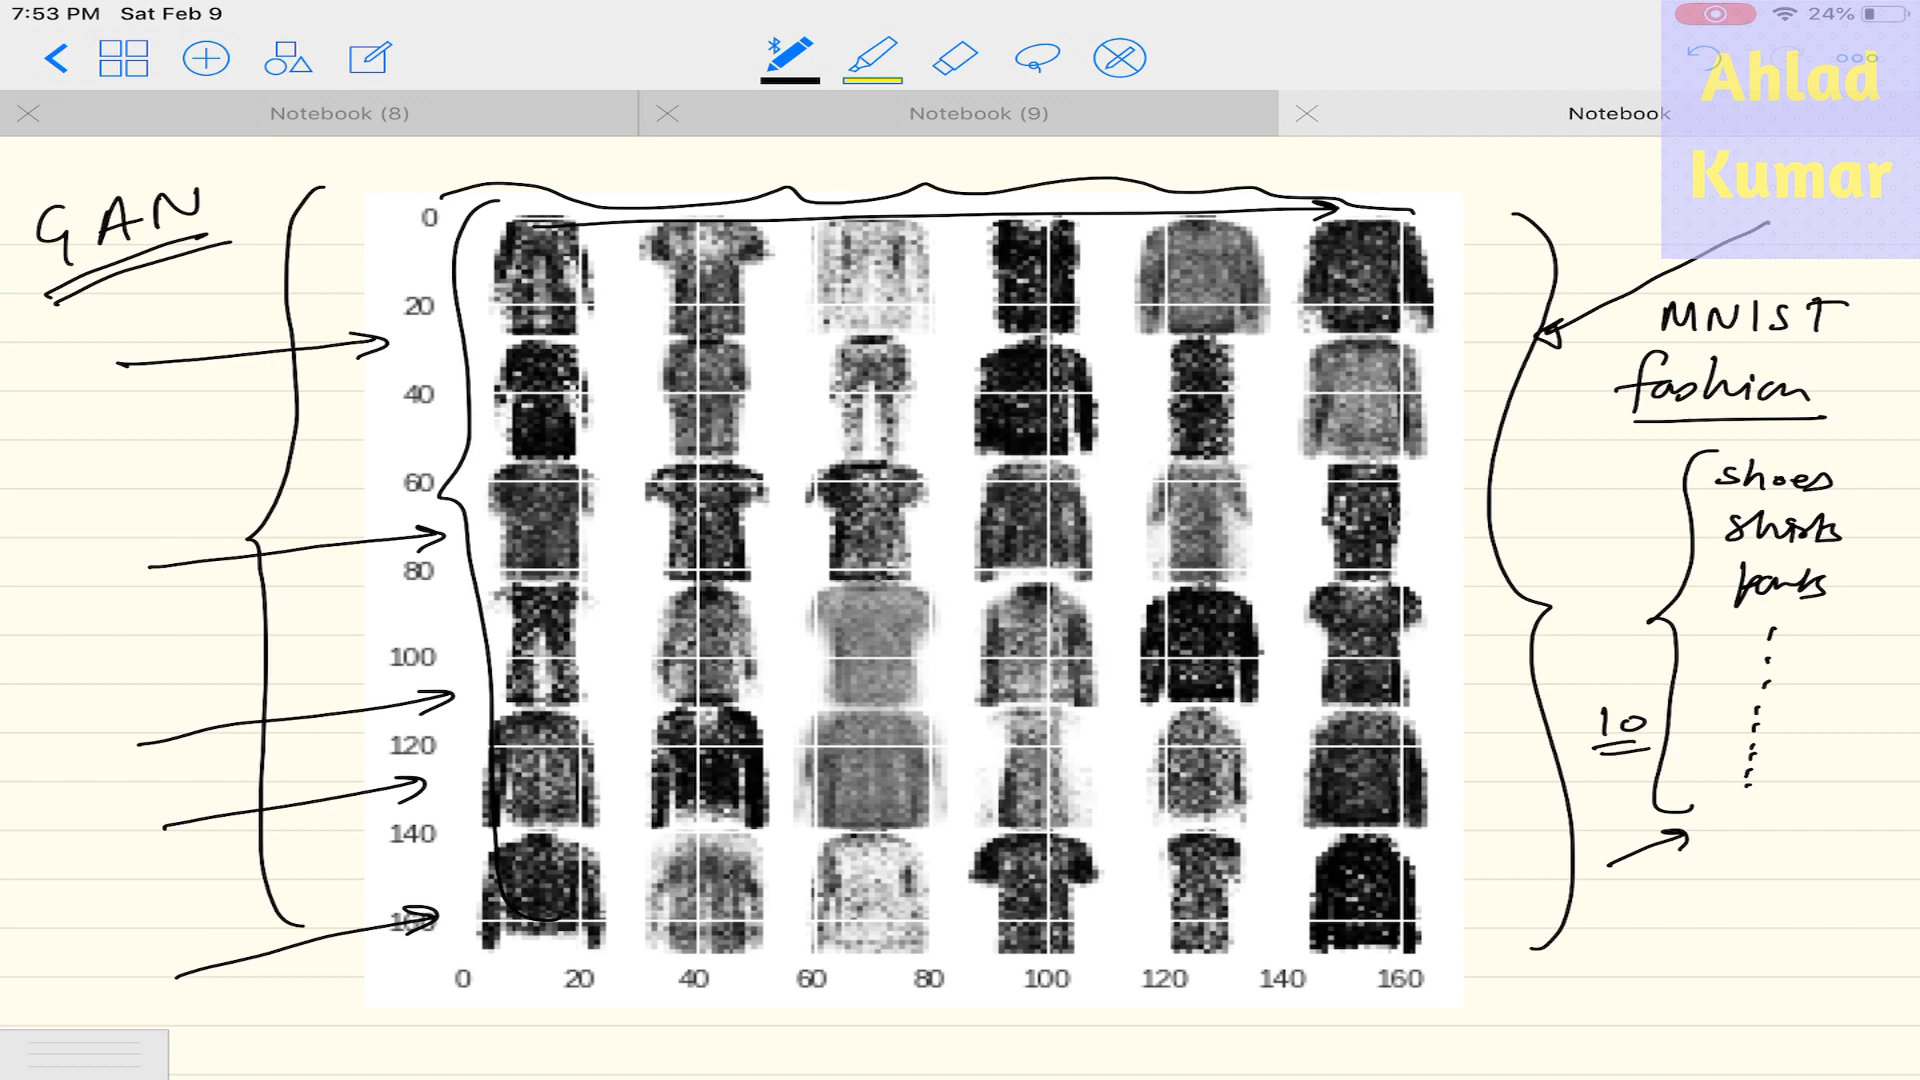 7:53 PM Sat Feb 9
24%
Notebook (8)
Notebook (9)
Notebook
Ahlad
Kumar
GAN
0
20
40
60
80
100
120
140
160
0 20 40 60 80 100 120 140 160
MNIST
fashion
shoes
shirts
pants
10